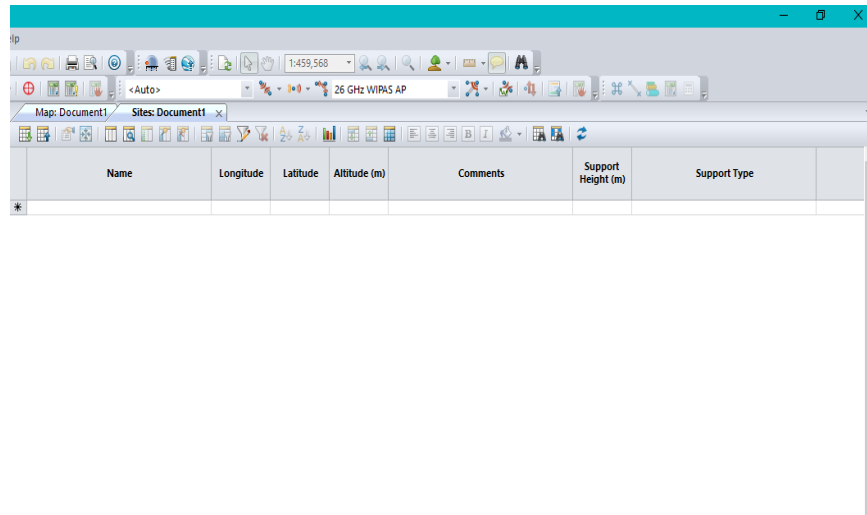 elp
1:459,568
<Auto> 26 GHz WIPAS AP
Map: Document1 Sites: Document1
Name Longitude Latitude Altitude (m) Comments Support Height (m) Support Type